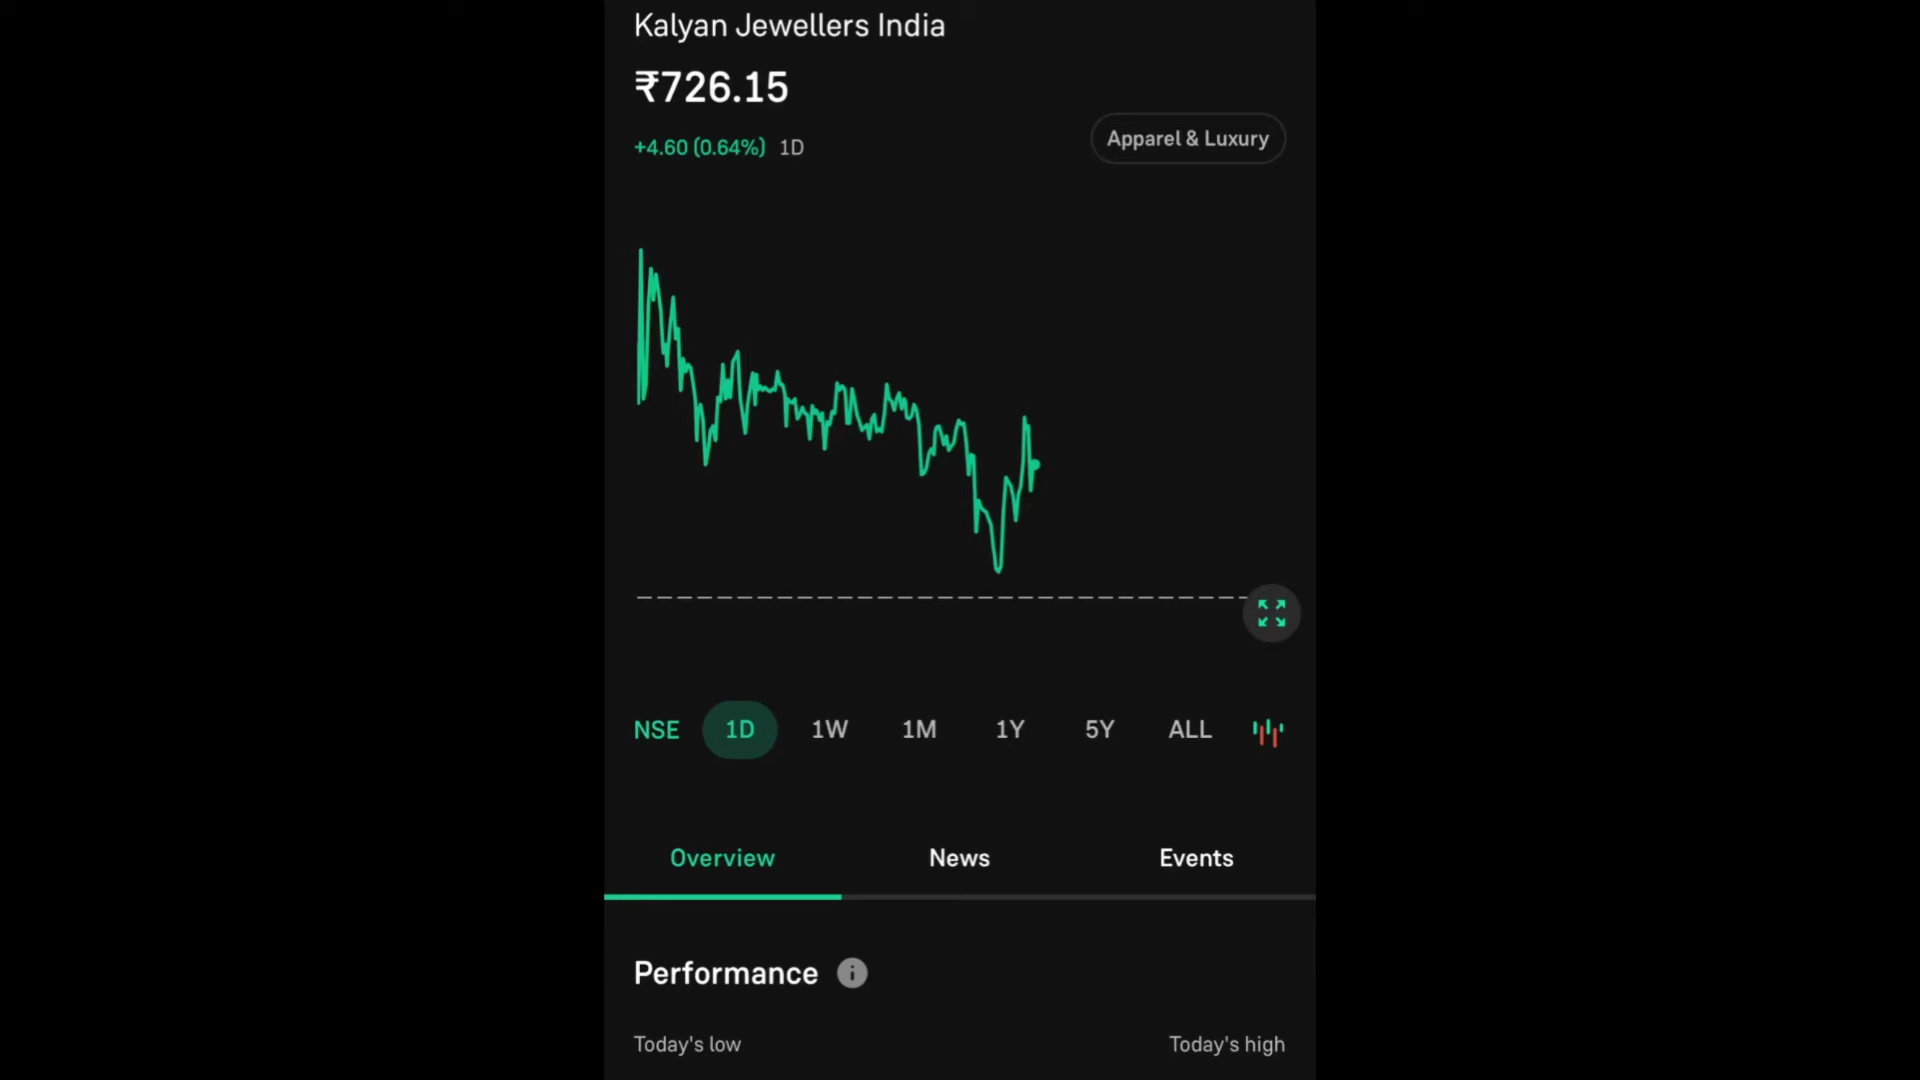 Kalyan Jewellers India
₹726.15
+4.60 (0.64%) 1D
Apparel & Luxury
NSE 1D 1W 1M 1Y 5Y ALL
Overview News Events
Performance
Today's low Today's high